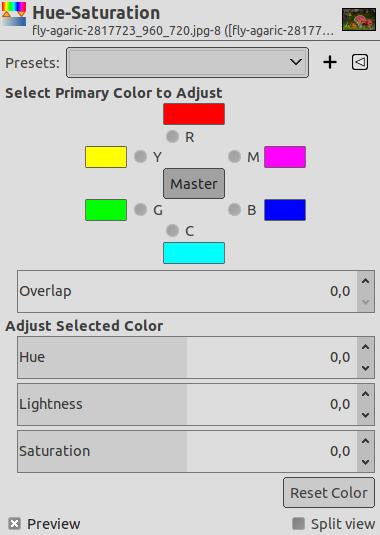 Hue-Saturation
fly-agaric-2817723_960_720.jpg-8 ([fly-agaric-28177…
Presets:
Select Primary Color to Adjust
R
Y M
Master
G B
C
Overlap 0,0
Adjust Selected Color
Hue 0,0
Lightness 0,0
Saturation 0,0
Reset Color
Preview Split view